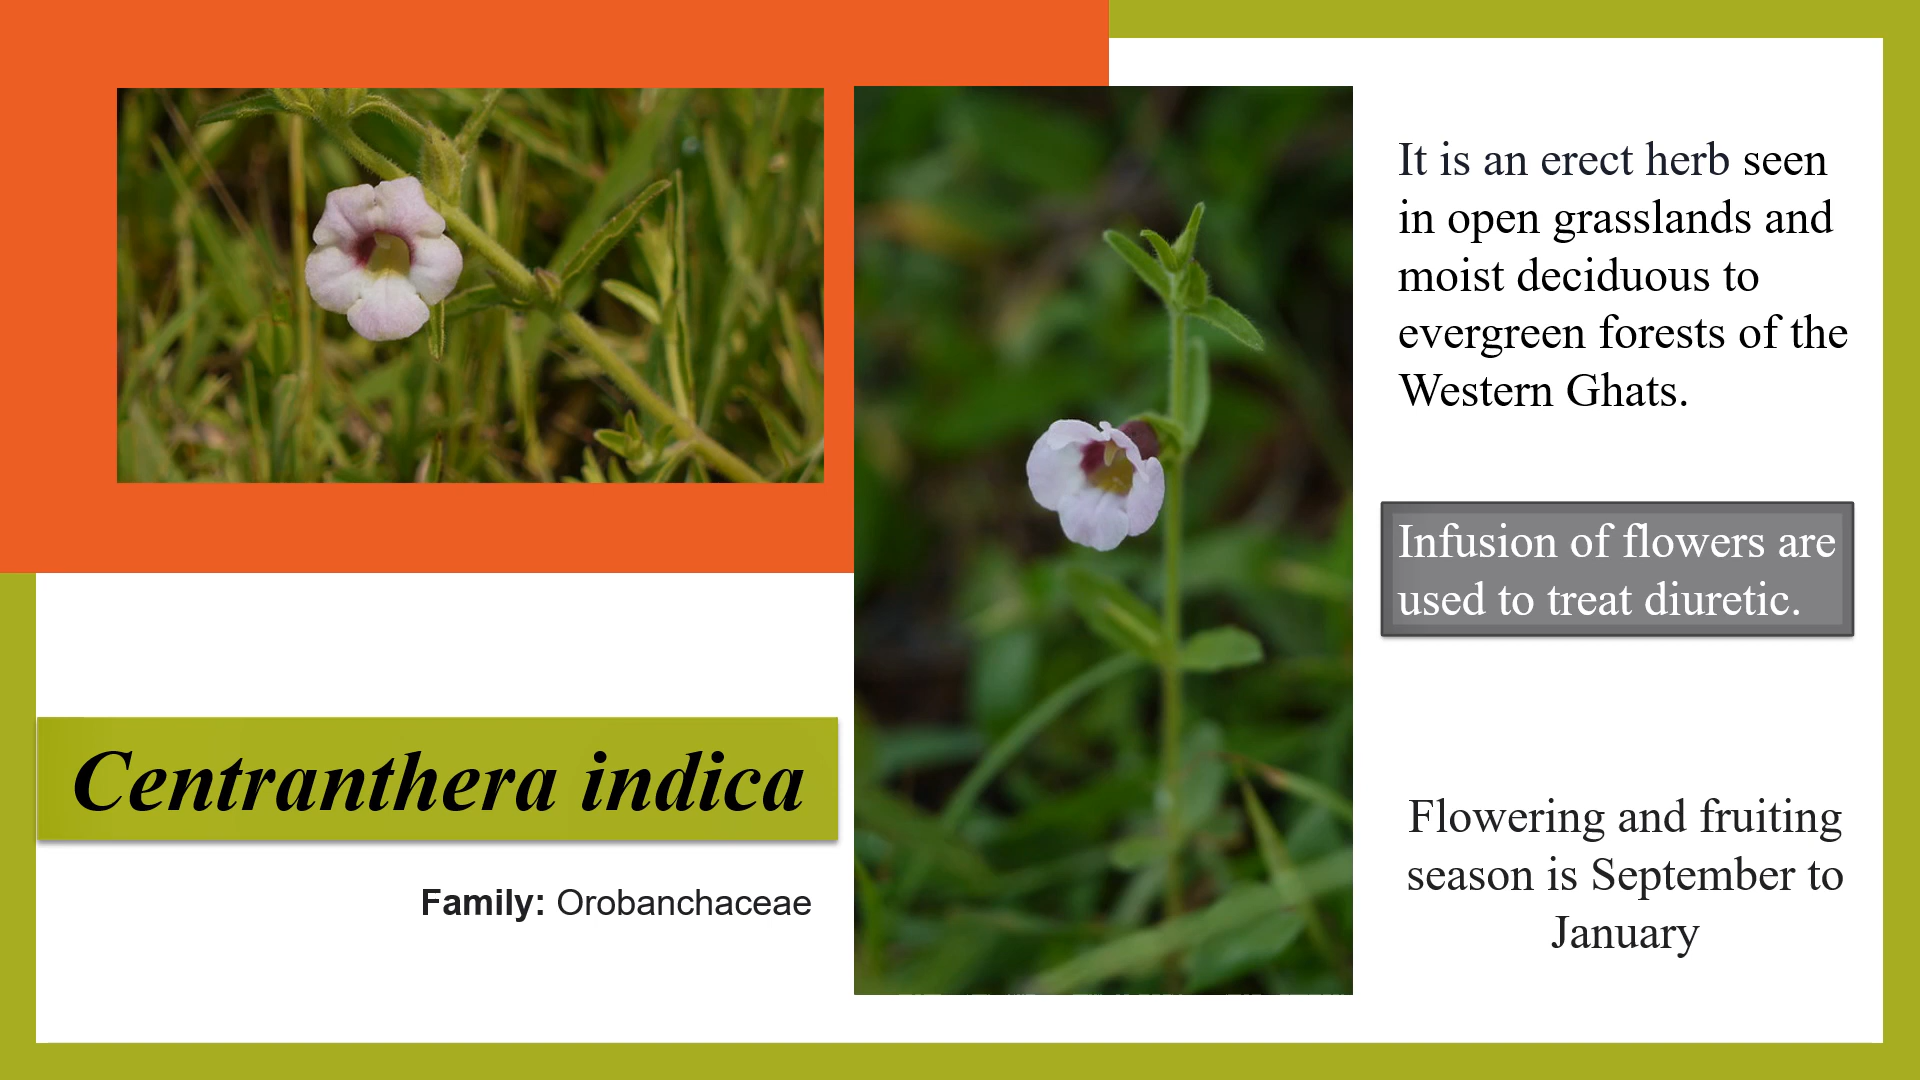 It is an erect herb seen
in open grasslands and
moist deciduous to
evergreen forests of the
Western Ghats.
Infusion of flowers are
used to treat diuretic.
Centranthera indica
Family: Orobanchaceae
Flowering and fruiting
season is September to
January